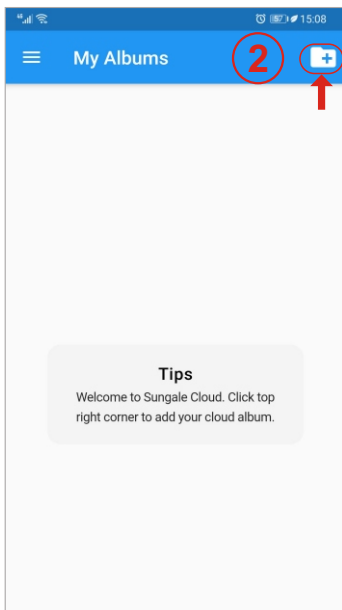 15:08
My Albums
2
Tips
Welcome to Sungale Cloud. Click top
right corner to add your cloud album.